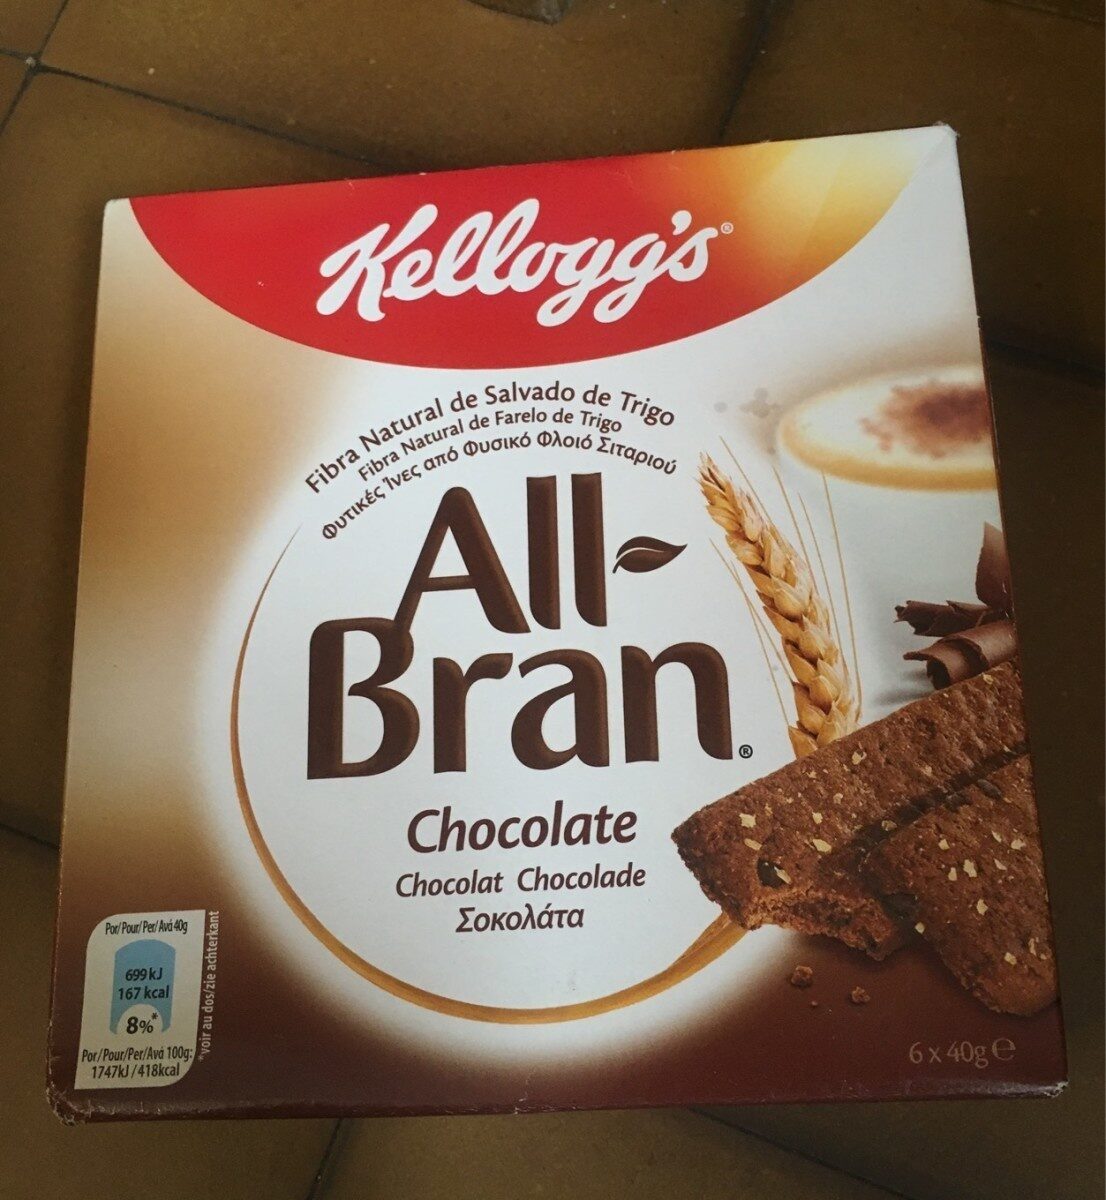 Kellogg's®
Fibra Natural de Salvado de Trigo
Fibra Natural de Farelo de Trigo
Φυτικές Ίνες από Φυσικό Φλοιό Σιταριού
All-
Bran®
Chocolate
Chocolat Chocolade
Σοκολάτα
Por/Pour/Per/Ανά 40g
699 kJ
167 kcal
8%*
Por/Pour/Per/Ανά 100g:
1747kJ/418kcal
*voir au dos/zie achterkant
6 x 40g ℮